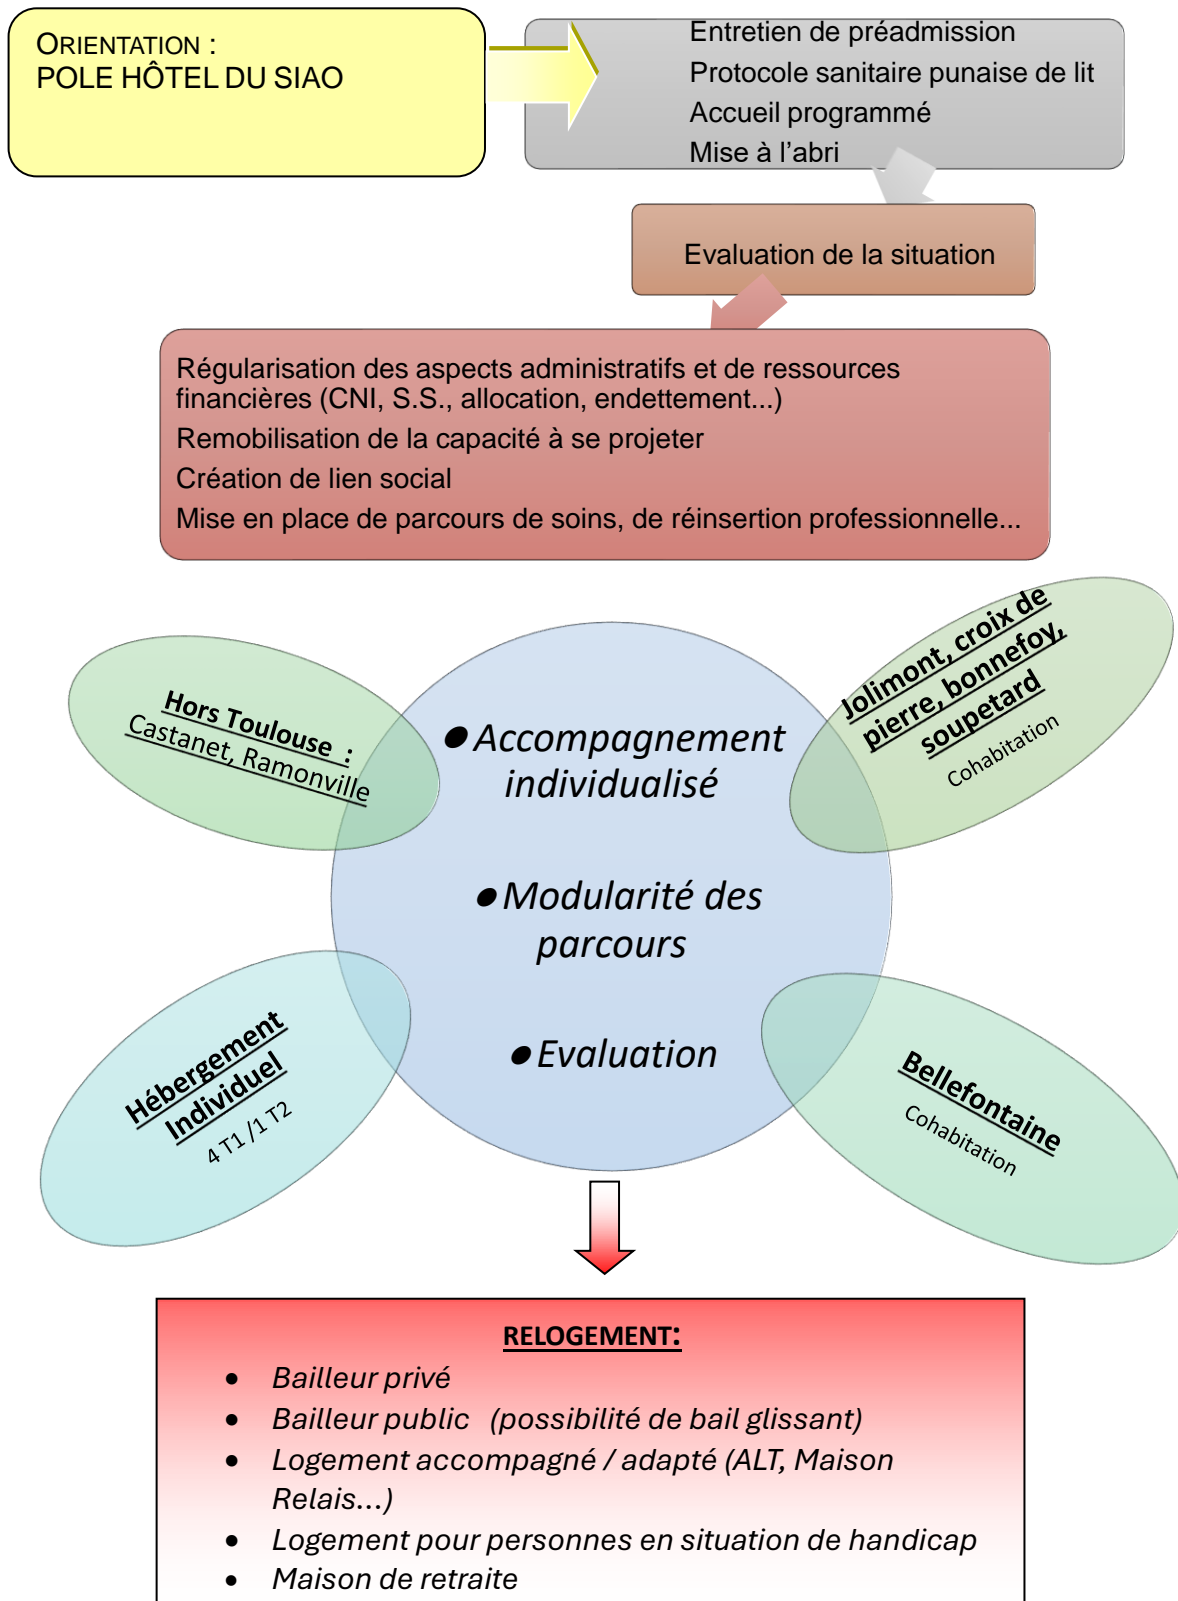 ORIENTATION :
POLE HÔTEL DU SIAO
Entretien de préadmission
Protocole sanitaire punaise de lit
Accueil programmé
Mise à l'abri
Evaluation de la situation
Régularisation des aspects administratifs et de ressources
financières (CNI, S.S., allocation, endettement...)
Remobilisation de la capacité à se projeter
Création de lien social
Mise en place de parcours de soins, de réinsertion professionnelle...
Hors Toulouse :
Castanet, Ramonville
Jolimont, croix de
pierre, bonnefoy,
soupetard
Cohabitation
● Accompagnement
individualisé
● Modularité des
parcours
● Evaluation
Hébergement
Individuel
4 T1 /1 T2
Bellefontaine
Cohabitation
RELOGEMENT:
• Bailleur privé
• Bailleur public (possibilité de bail glissant)
• Logement accompagné / adapté (ALT, Maison
Relais...)
• Logement pour personnes en situation de handicap
• Maison de retraite